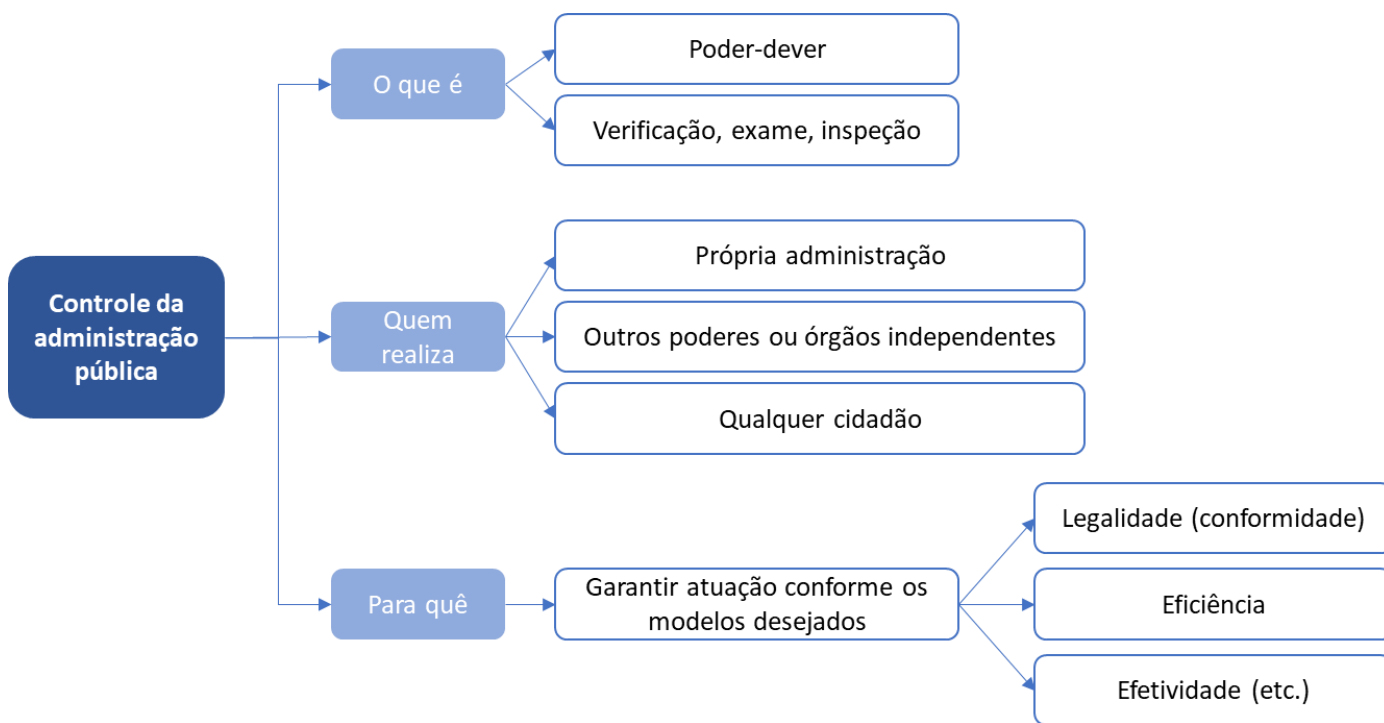 Controle da
administração
pública
O que é
Poder-dever
Verificação, exame, inspeção
Quem
realiza
Própria administração
Outros poderes ou órgãos independentes
Qualquer cidadão
Para quê
Garantir atuação conforme os
modelos desejados
Legalidade (conformidade)
Eficiência
Efetividade (etc.)